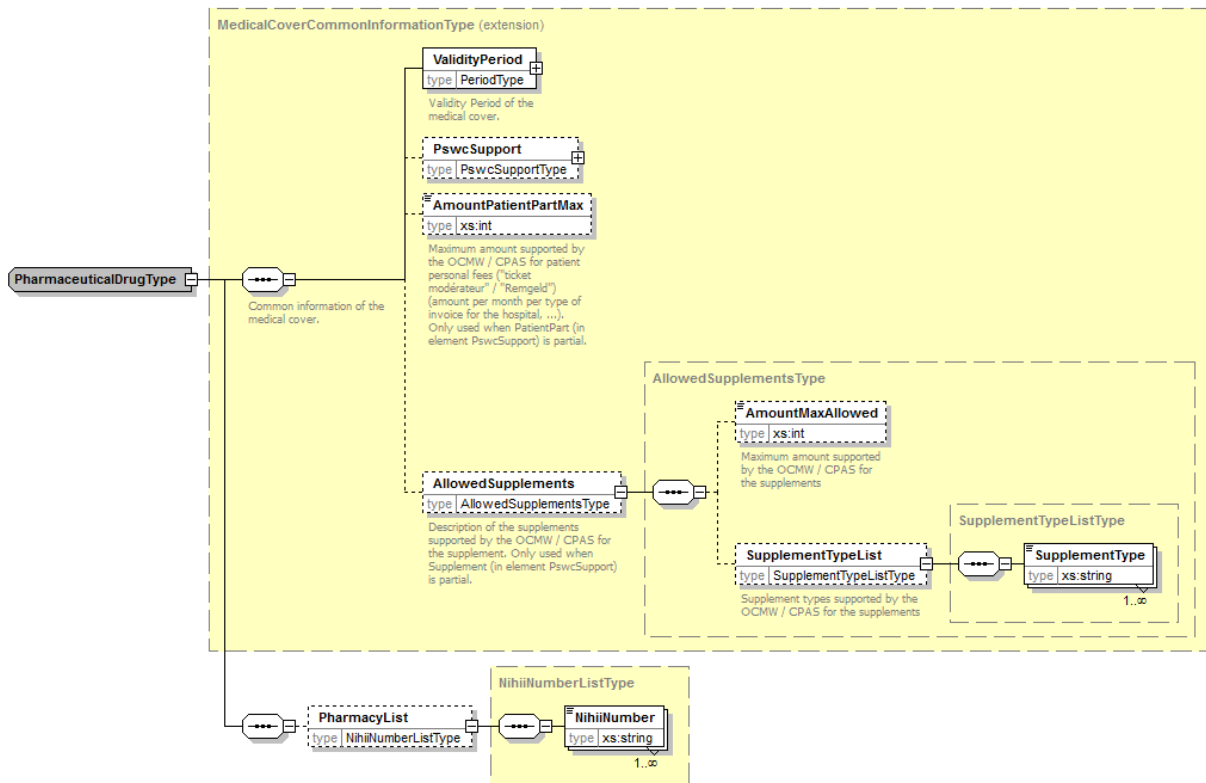 MedicalCoverCommonInformationType (extension)
ValidityPeriod
type PeriodType
Validity Period of the
medical cover.
PswcSupport
type PswcSupportType
AmountPatientPartMax
type xs:int
Maximum amount supported by
the OCMW / CPAS for patient
personal fees ("ticket
modérateur" / "Remgeld")
(amount per month per type of
invoice for the hospital, ...).
Only used when PatientPart (in
element PswcSupport) is partial.
PharmaceuticalDrugType
Common information of the
medical cover.
AllowedSupplementsType
AmountMaxAllowed
type xs:int
Maximum amount supported
by the OCMW / CPAS for
the supplements
AllowedSupplements
type AllowedSupplementsType
Description of the supplements
supported by the OCMW / CPAS
for the supplement. Only used when
Supplement (in element PswcSupport)
is partial.
SupplementTypeList
type SupplementTypeListType
Supplement types supported by the
OCMW / CPAS for the supplements
SupplementTypeListType
SupplementType
type xs:string
1..∞
PharmacyList
type NihiiNumberListType
NihiiNumberListType
NihiiNumber
type xs:string
1..∞